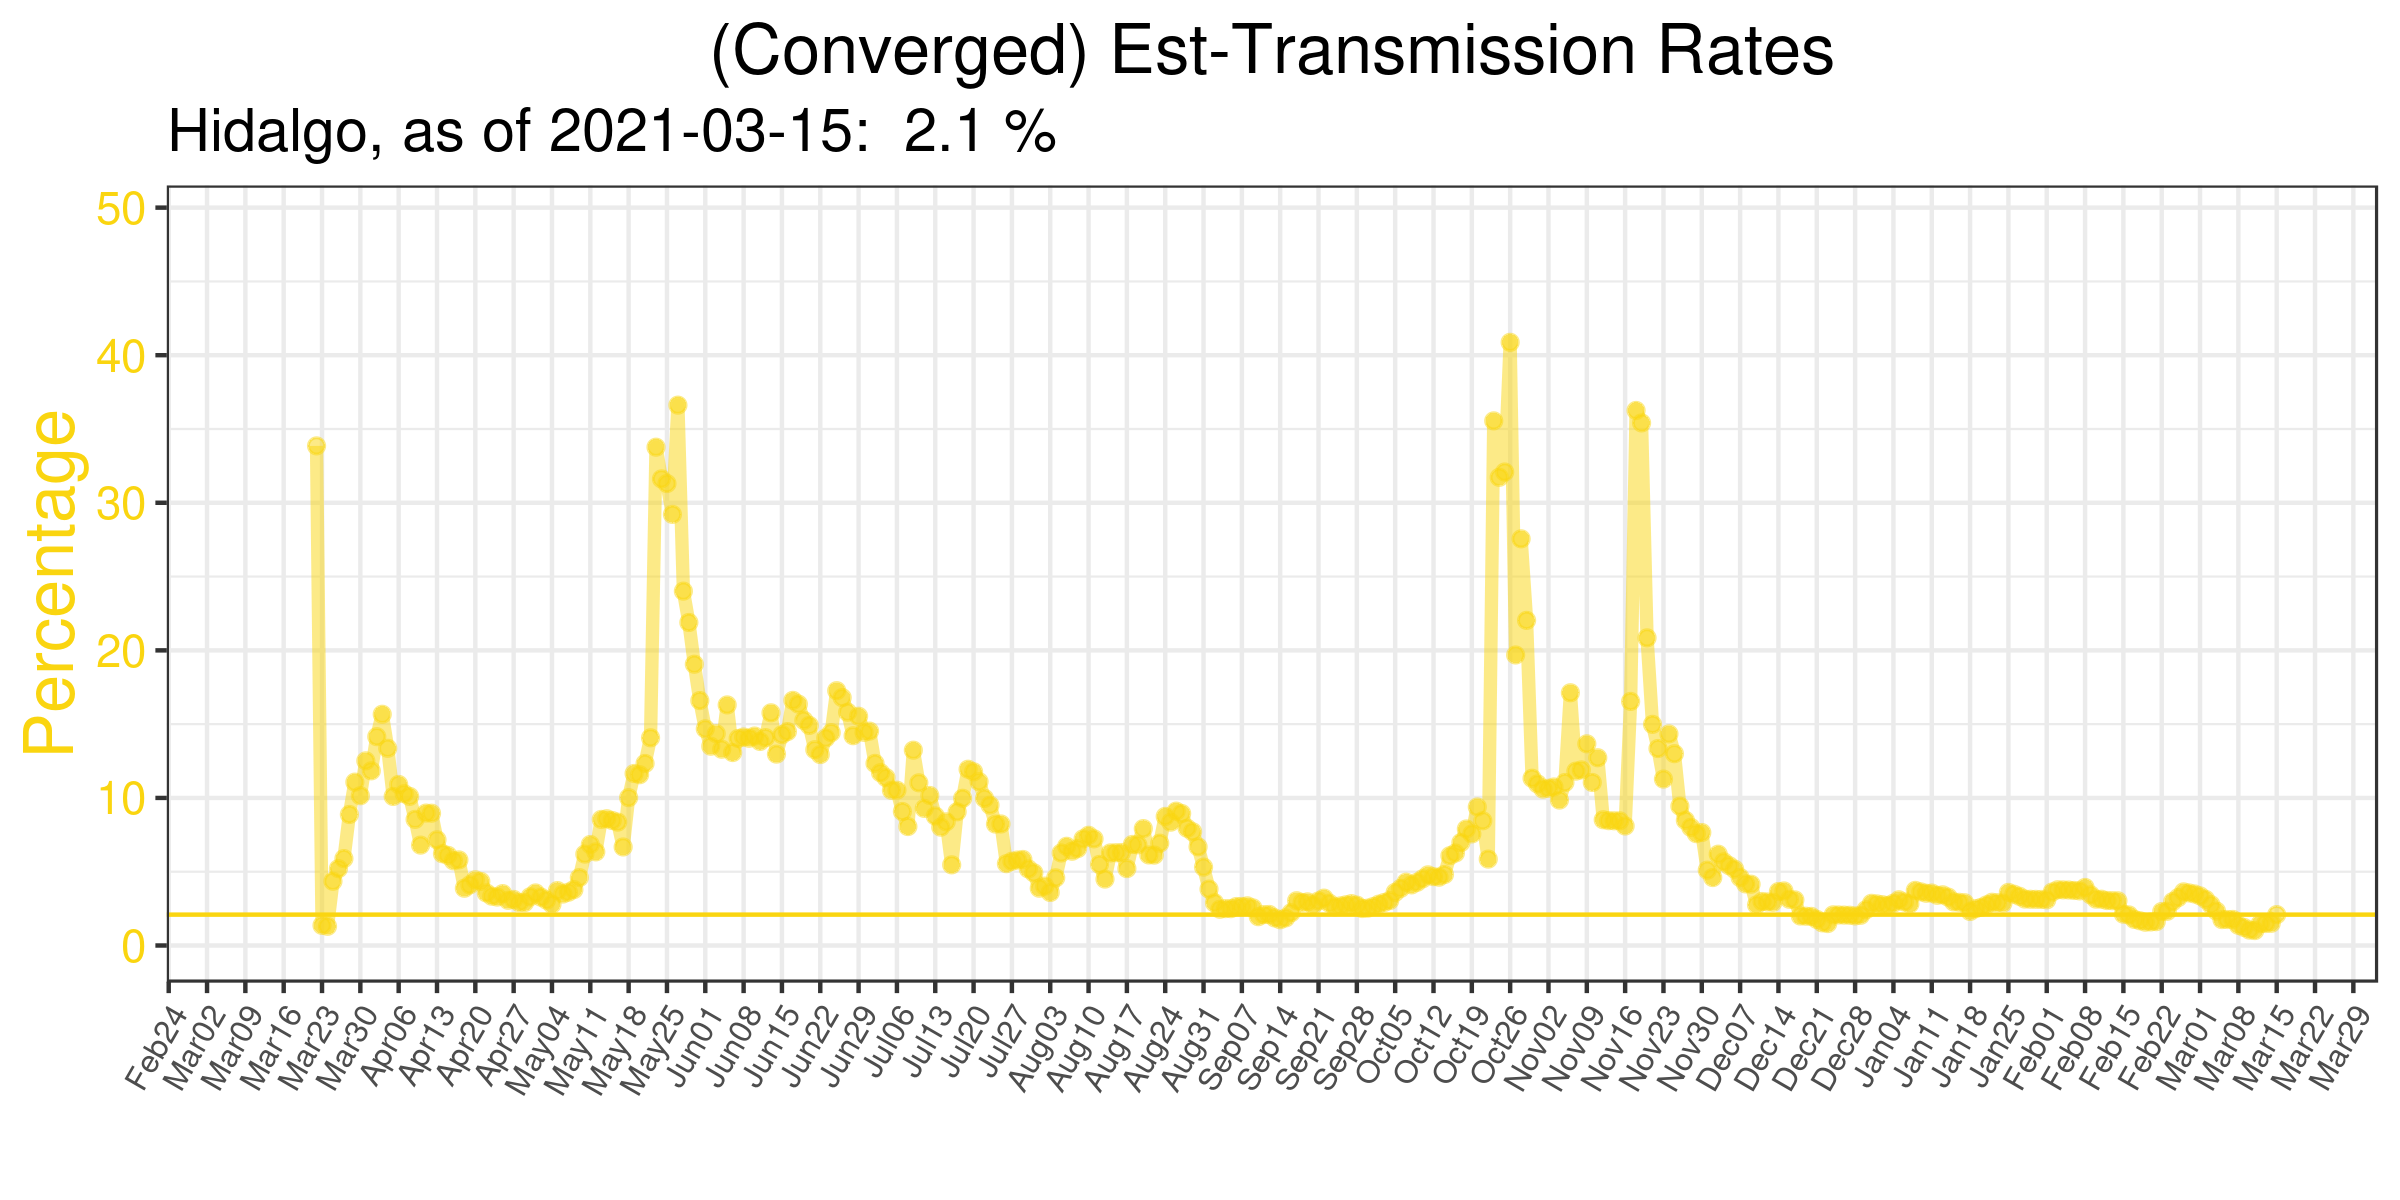 (Converged) Est-Transmission Rates
Hidalgo, as of 2021-03-15:  2.1 %
Percentage
50
40
30
20
10
0
Feb24
Mar02
Mar09
Mar16
Mar23
Mar30
Apr06
Apr13
Apr20
Apr27
May04
May11
May18
May25
Jun01
Jun08
Jun15
Jun22
Jun29
Jul06
Jul13
Jul20
Jul27
Aug03
Aug10
Aug17
Aug24
Aug31
Sep07
Sep14
Sep21
Sep28
Oct05
Oct12
Oct19
Oct26
Nov02
Nov09
Nov16
Nov23
Nov30
Dec07
Dec14
Dec21
Dec28
Jan04
Jan11
Jan18
Jan25
Feb01
Feb08
Feb15
Feb22
Mar01
Mar08
Mar15
Mar22
Mar29